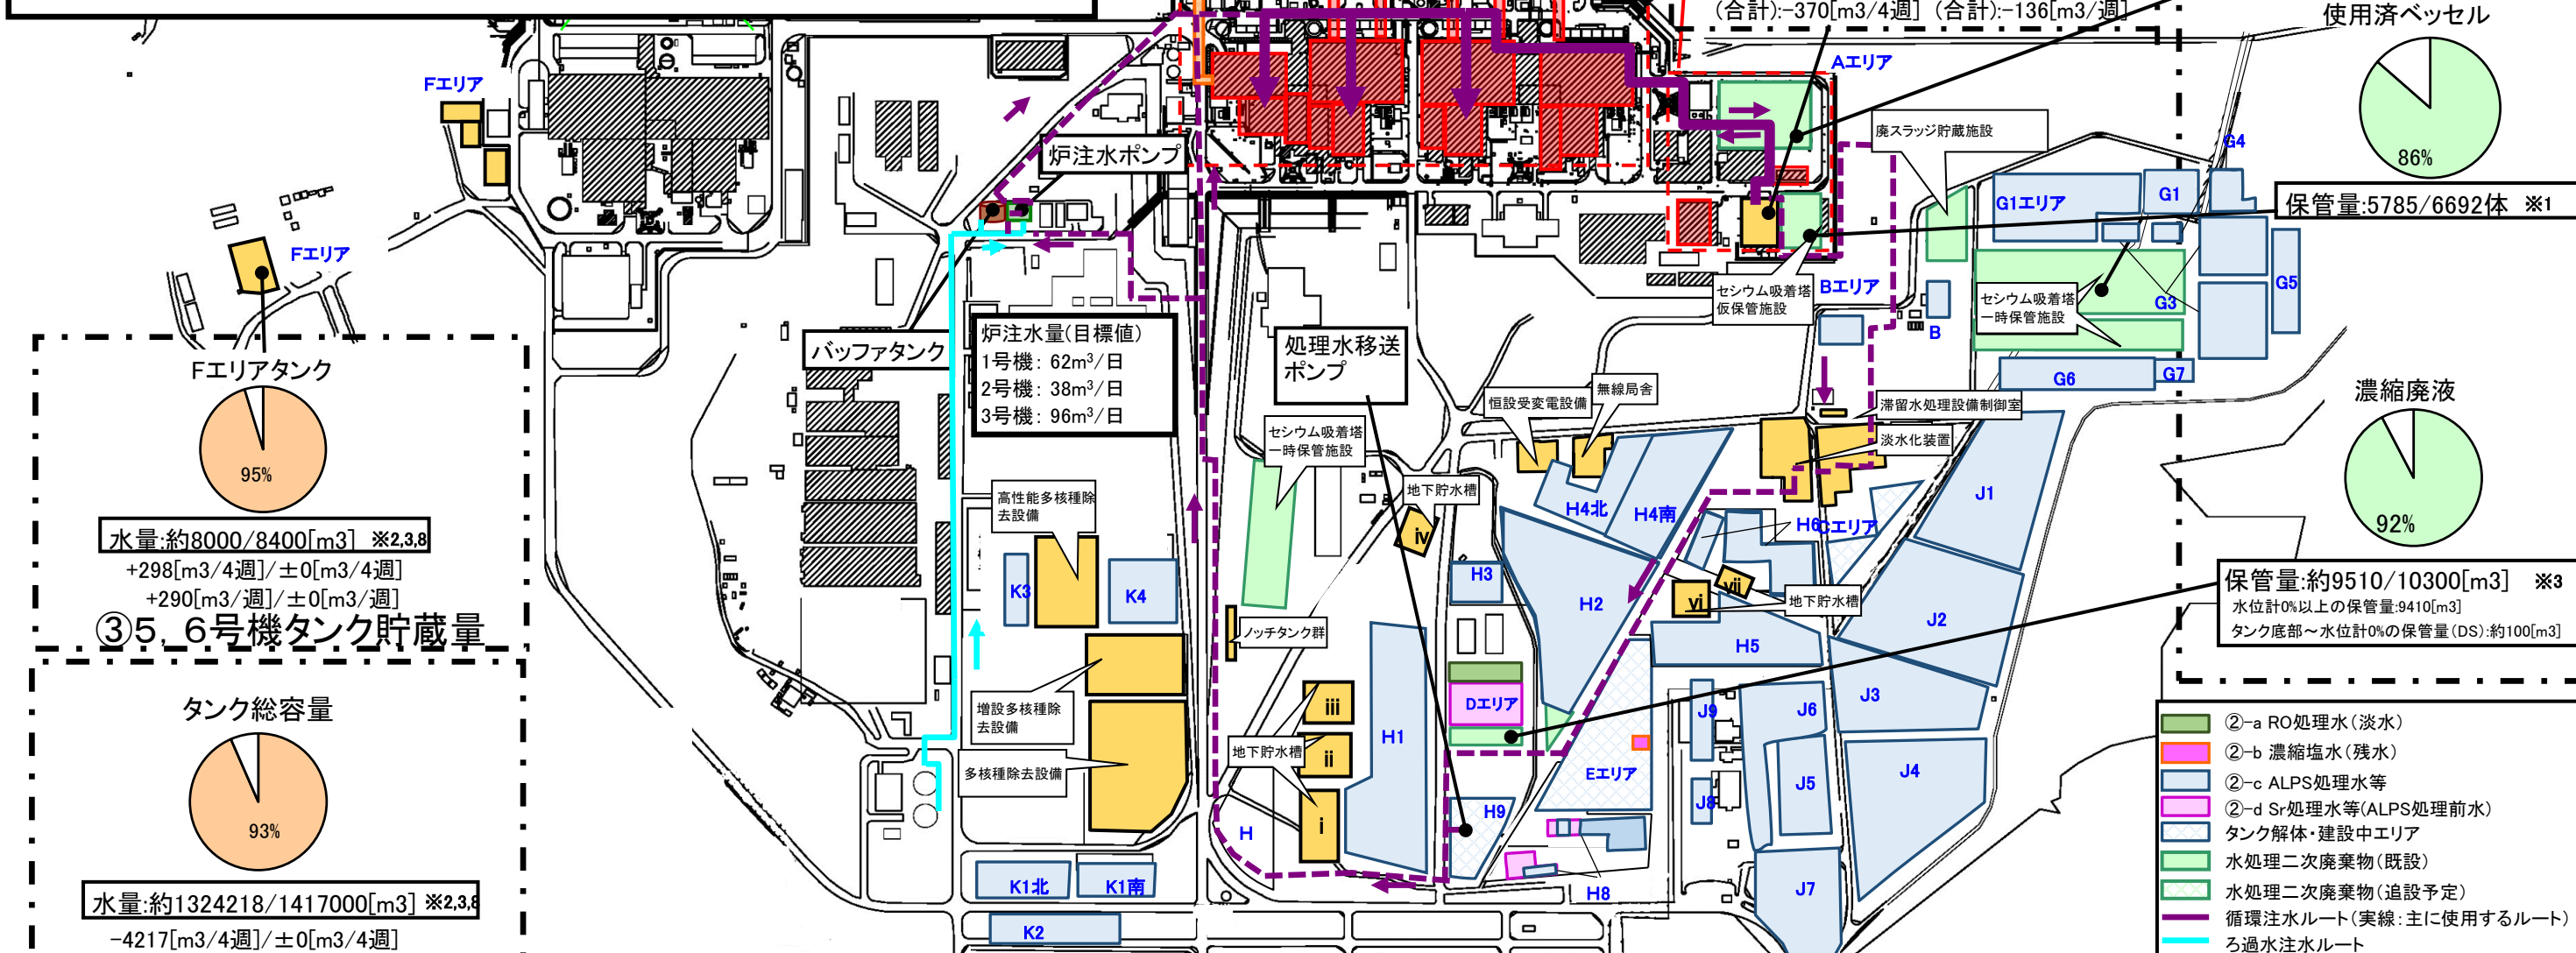 (合計):-370[m3/4週] (合計):-136[m3/週]
使用済ベッセル
86%
保管量:5785/6692体 ※1
Aエリア
廃スラッジ貯蔵施設
G4
Fエリア
炉注水ポンプ
G1エリア
G1
Fエリア
セシウム吸着塔
仮保管施設
Bエリア
B
セシウム吸着塔
一時保管施設
G3
G5
G6
G7
バッファタンク
炉注水量(目標値)
1号機: 62m³/日
2号機: 38m³/日
3号機: 96m³/日
処理水移送
ポンプ
恒設受変電設備
無線局舎
滞留水処理設備制御室
淡水化装置
濃縮廃液
92%
保管量:約9510/10300[m3] ※3
水位計0%以上の保管量:9410[m3]
タンク底部～水位計0%の保管量(DS):約100[m3]
Fエリアタンク
95%
水量:約8000/8400[m3] ※2,3,8
+298[m3/4週]/±0[m3/4週]
+290[m3/週]/±0[m3/週]
③5, 6号機タンク貯蔵量
タンク総容量
93%
水量:約1324218/1417000[m3] ※2,3,8
-4217[m3/4週]/±0[m3/4週]
セシウム吸着塔
一時保管施設
高性能多核種除
去設備
地下貯水槽
iv
H4北
H4南
H6
Cエリア
J1
K3
K4
H3
H2
vi
vii
地下貯水槽
J2
ノッチタンク群
H5
増設多核種除
去設備
iii
Dエリア
J9
J6
J3
地下貯水槽
ii
H1
多核種除去設備
Eエリア
J5
J4
i
H
H9
J8
K1北
K1南
H8
J7
K2
②-a RO処理水(淡水)
②-b 濃縮塩水(残水)
②-c ALPS処理水等
②-d Sr処理水等(ALPS処理前水)
タンク解体・建設中エリア
水処理二次廃棄物(既設)
水処理二次廃棄物(追設予定)
循環注水ルート(実線:主に使用するルート)
ろ過水注水ルート